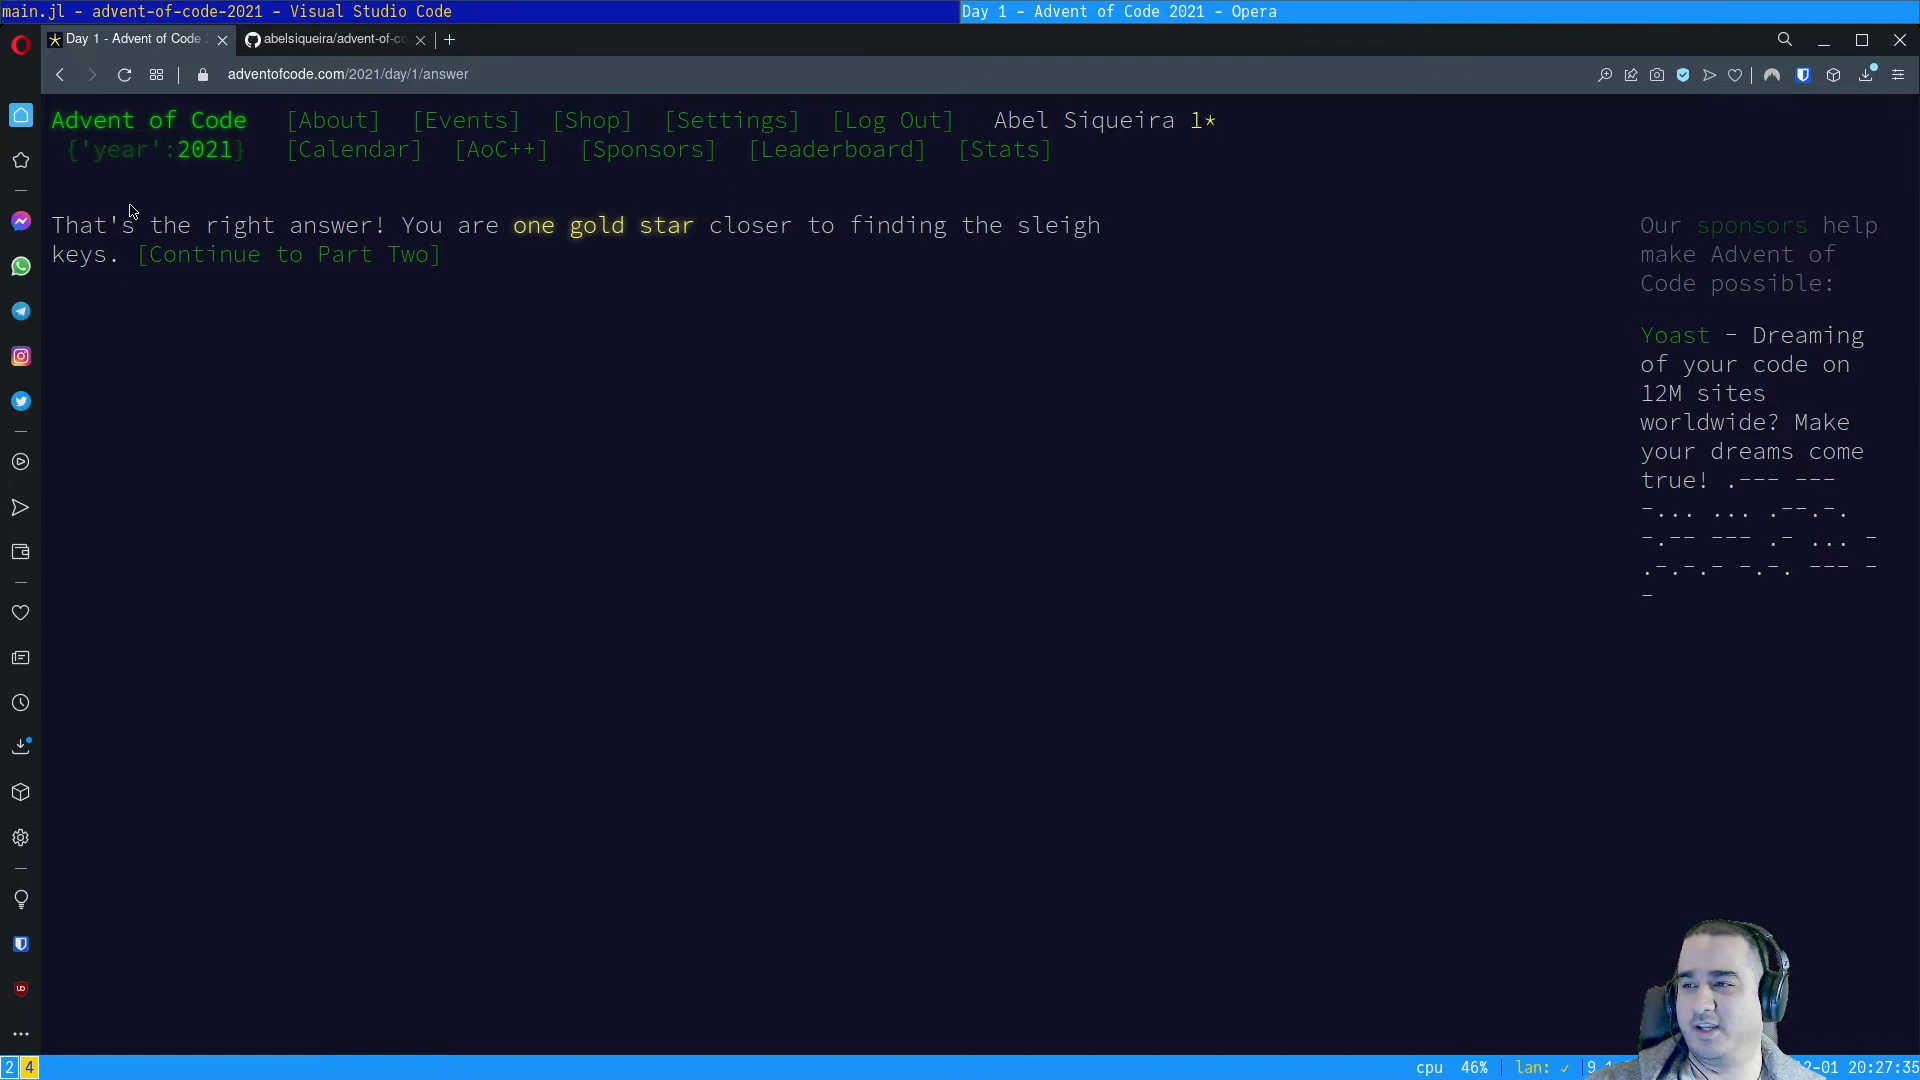 main.jl - advent-of-code-2021 - Visual Studio Code
Day 1 - Advent of Code 2021 - Opera
Day 1 - Advent of Code
abelsiqueira/advent-of-co
adventofcode.com/2021/day/1/answer
Advent of Code [About] [Events] [Shop] [Settings] [Log Out] Abel Siqueira 1*
{'year':2021} [Calendar] [AoC++] [Sponsors] [Leaderboard] [Stats]
That's the right answer! You are one gold star closer to finding the sleigh
keys. [Continue to Part Two]
Our sponsors help
make Advent of
Code possible:
Yoast - Dreaming
of your code on
12M sites
worldwide? Make
your dreams come
true! .--- ---
-... ... .--.-.
-.-- --- .- ... -
.-.-.- -.-. --- -
-
2 4
cpu 46% lan: ✓
-01 20:27:35